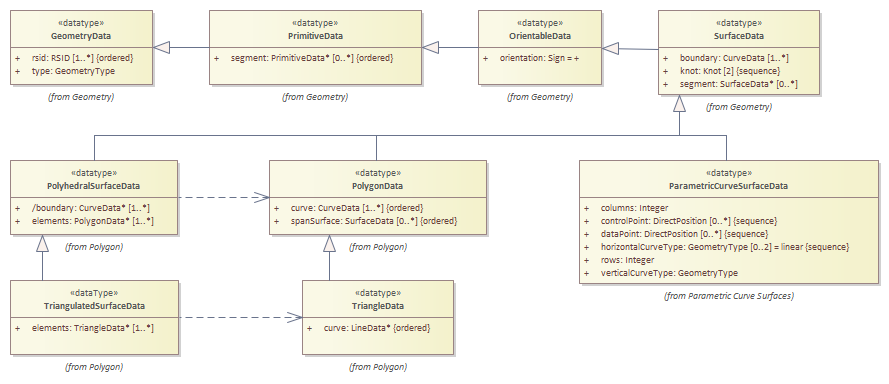 «datatype»
GeometryData
+ rsid: RSID [1..*] {ordered}
+ type: GeometryType
(from Geometry)
«datatype»
PrimitiveData
+ segment: PrimitiveData* [0..*] {ordered}
(from Geometry)
«datatype»
OrientableData
+ orientation: Sign = +
(from Geometry)
«datatype»
SurfaceData
+ boundary: CurveData [1..*]
+ knot: Knot [2] {sequence}
+ segment: SurfaceData [0..*]
(from Geometry)
«datatype»
PolyhedralSurfaceData
+ /boundary: CurveData* [1..*]
+ elements: PolygonData* [1..*]
(from Polygon)
«datatype»
PolygonData
+ curve: CurveData [1..*] {ordered}
+ spanSurface: SurfaceData [0..*] {ordered}
(from Polygon)
«datatype»
ParametricCurveSurfaceData
+ columns: Integer
+ controlPoint: DirectPosition [0..*] {sequence}
+ dataPoint: DirectPosition [0..*] {sequence}
+ horizontalCurveType: GeometryType [0..2] = linear {sequence}
+ rows: Integer
+ verticalCurveType: GeometryType
(from Parametric Curve Surfaces)
«dataType»
TriangulatedSurfaceData
+ elements: TriangleData* [1..*]
(from Polygon)
«datatype»
TriangleData
+ curve: LineData* {ordered}
(from Polygon)